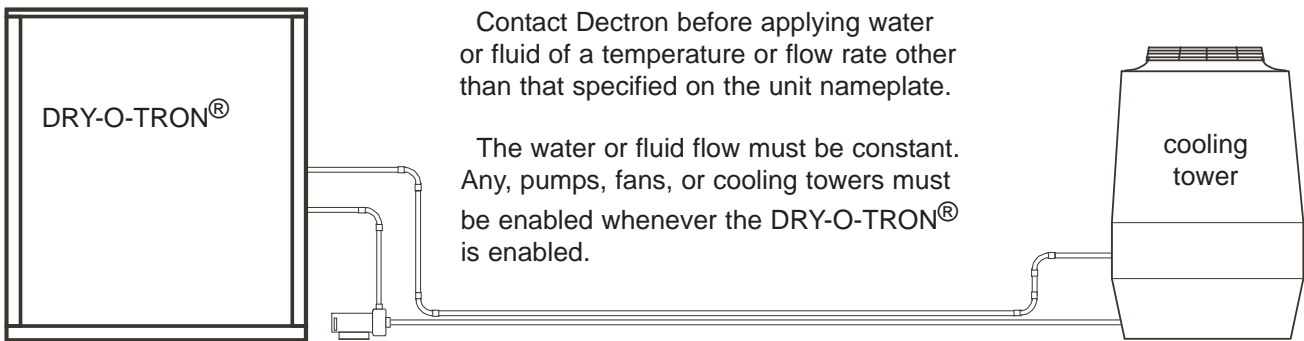 Contact Dectron before applying water
or fluid of a temperature or flow rate other
than that specified on the unit nameplate.
DRY-O-TRON®
The water or fluid flow must be constant.
Any, pumps, fans, or cooling towers must
be enabled whenever the DRY-O-TRON®
is enabled.
cooling
tower